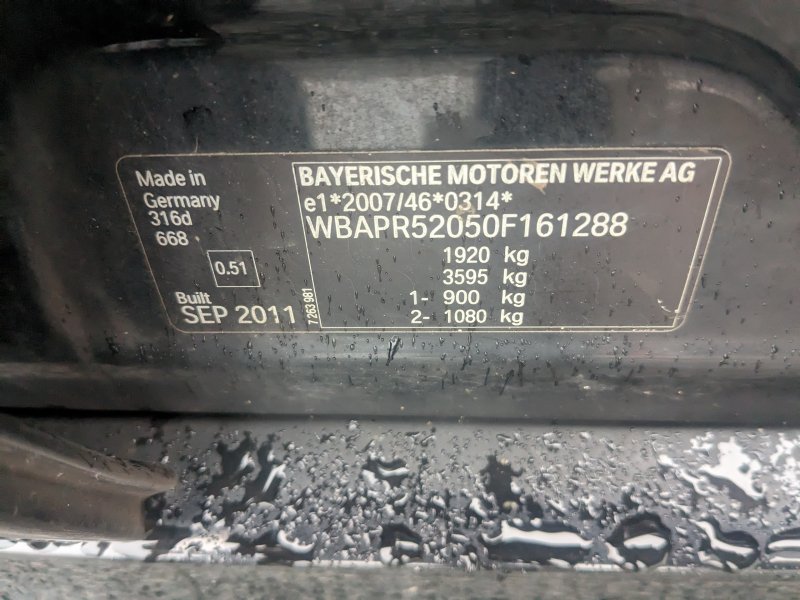 Made in
Germany
316d
668
0.51
Built
SEP 2011
7 263 981
BAYERISCHE MOTOREN WERKE AG
e1*2007/46*0314*
WBAPR52050F161288
1920 kg
3595 kg
1- 900 kg
2- 1080 kg